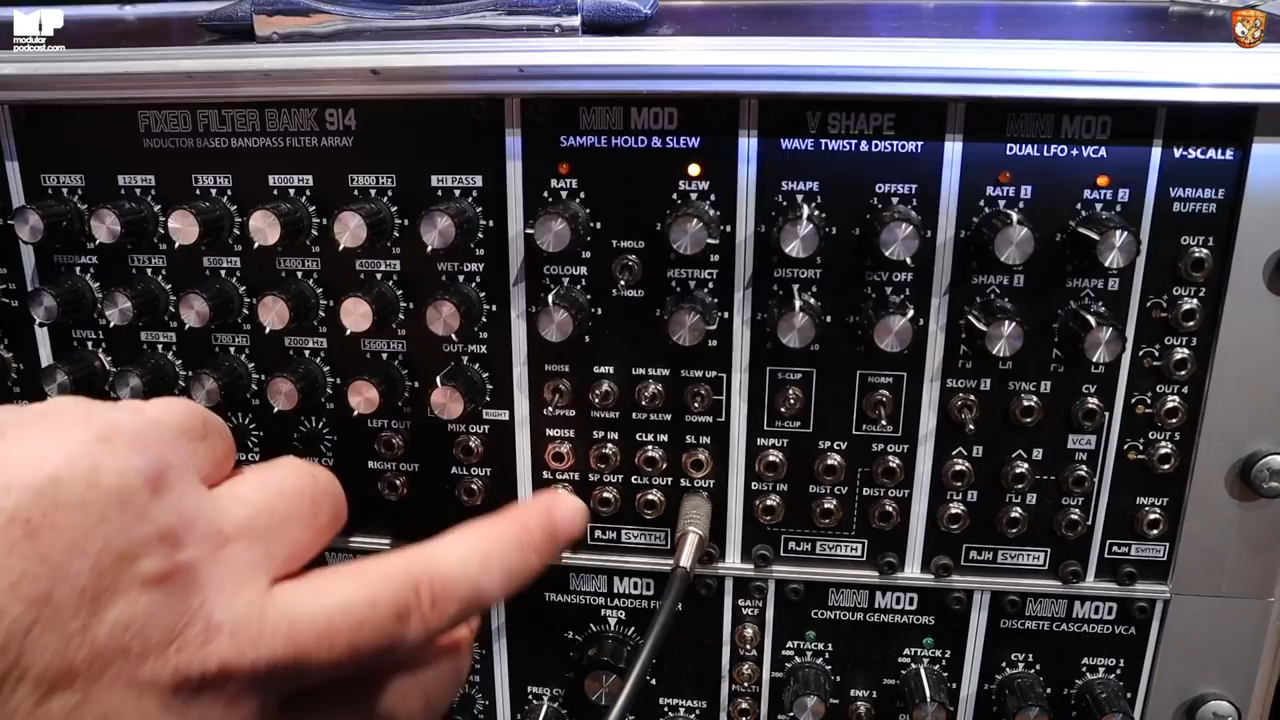 MP
modular
podcast.com
FIXED FILTER BANK 914
INDUCTOR BASED BANDPASS FILTER ARRAY
LO PASS 125 Hz 350 Hz 1000 Hz 2800 Hz HI PASS
FEEDBACK 175 Hz 500 Hz 1400 Hz 4000 Hz WET-DRY
LEVEL 250 Hz 700 Hz 2000 Hz 5600 Hz OUT-MIX
RIGHT
LEFT OUT MIX OUT
RIGHT OUT ALL OUT
MINI MOD
SAMPLE HOLD & SLEW
RATE SLEW
T-HOLD
S-HOLD
COLOUR RESTRICT
NOISE GATE LIN SLEW SLEW UP
CLIPPED INVERT EXP SLEW DOWN
NOISE SP IN CLK IN SL IN
SL GATE SP OUT CLK OUT SL OUT
AJH SYNTH
V SHAPE
WAVE TWIST & DISTORT
SHAPE OFFSET
DISTORT DCV OFF
S-CLIP NORM
H-CLIP FOLDED
INPUT SP CV SP OUT
DIST IN DIST CV DIST OUT
AJH SYNTH
MINI MOD
DUAL LFO + VCA
RATE 1 RATE 2
SHAPE 1 SHAPE 2
SLOW 1 SYNC 1 CV
VCA
1 2 IN
1 2 OUT
AJH SYNTH
V-SCALE
VARIABLE
BUFFER
OUT 1
OUT 2
OUT 3
OUT 4
OUT 5
INPUT
AJH SYNTH
MINI MOD
TRANSISTOR LADDER FILTER
FREQ
FREQ CV EMPHASIS
GAIN
VCF
VCA
MULTI
MINI MOD
CONTOUR GENERATORS
ATTACK 1 ATTACK 2
ENV 1
MINI MOD
DISCRETE CASCADED VCA
CV 1 AUDIO 1